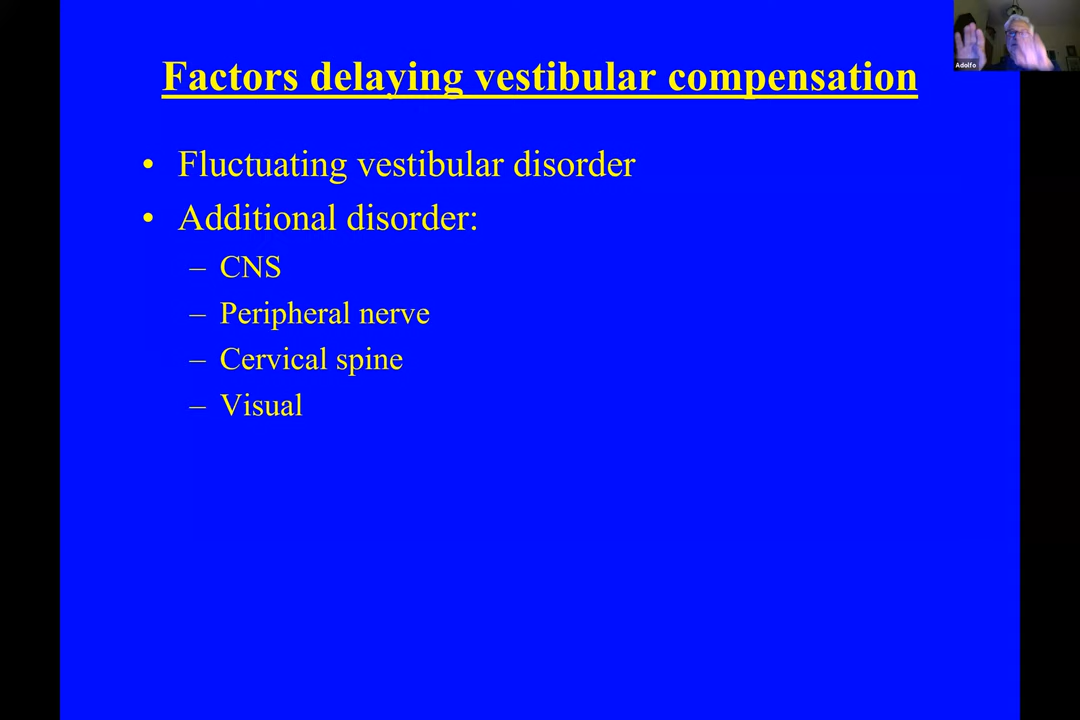 Factors delaying vestibular compensation
• Fluctuating vestibular disorder
• Additional disorder:
– CNS
– Peripheral nerve
– Cervical spine
– Visual
Adolfo